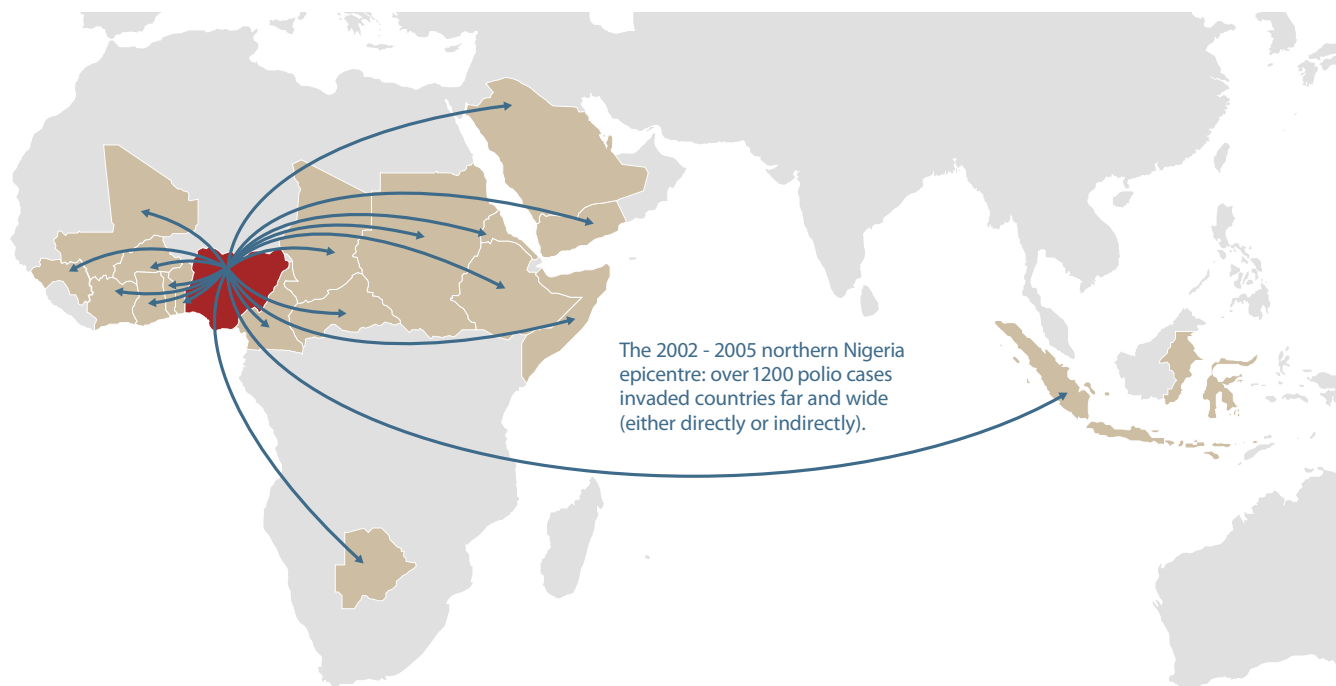 The 2002 - 2005 northern Nigeria
epicentre: over 1200 polio cases
invaded countries far and wide
(either directly or indirectly).